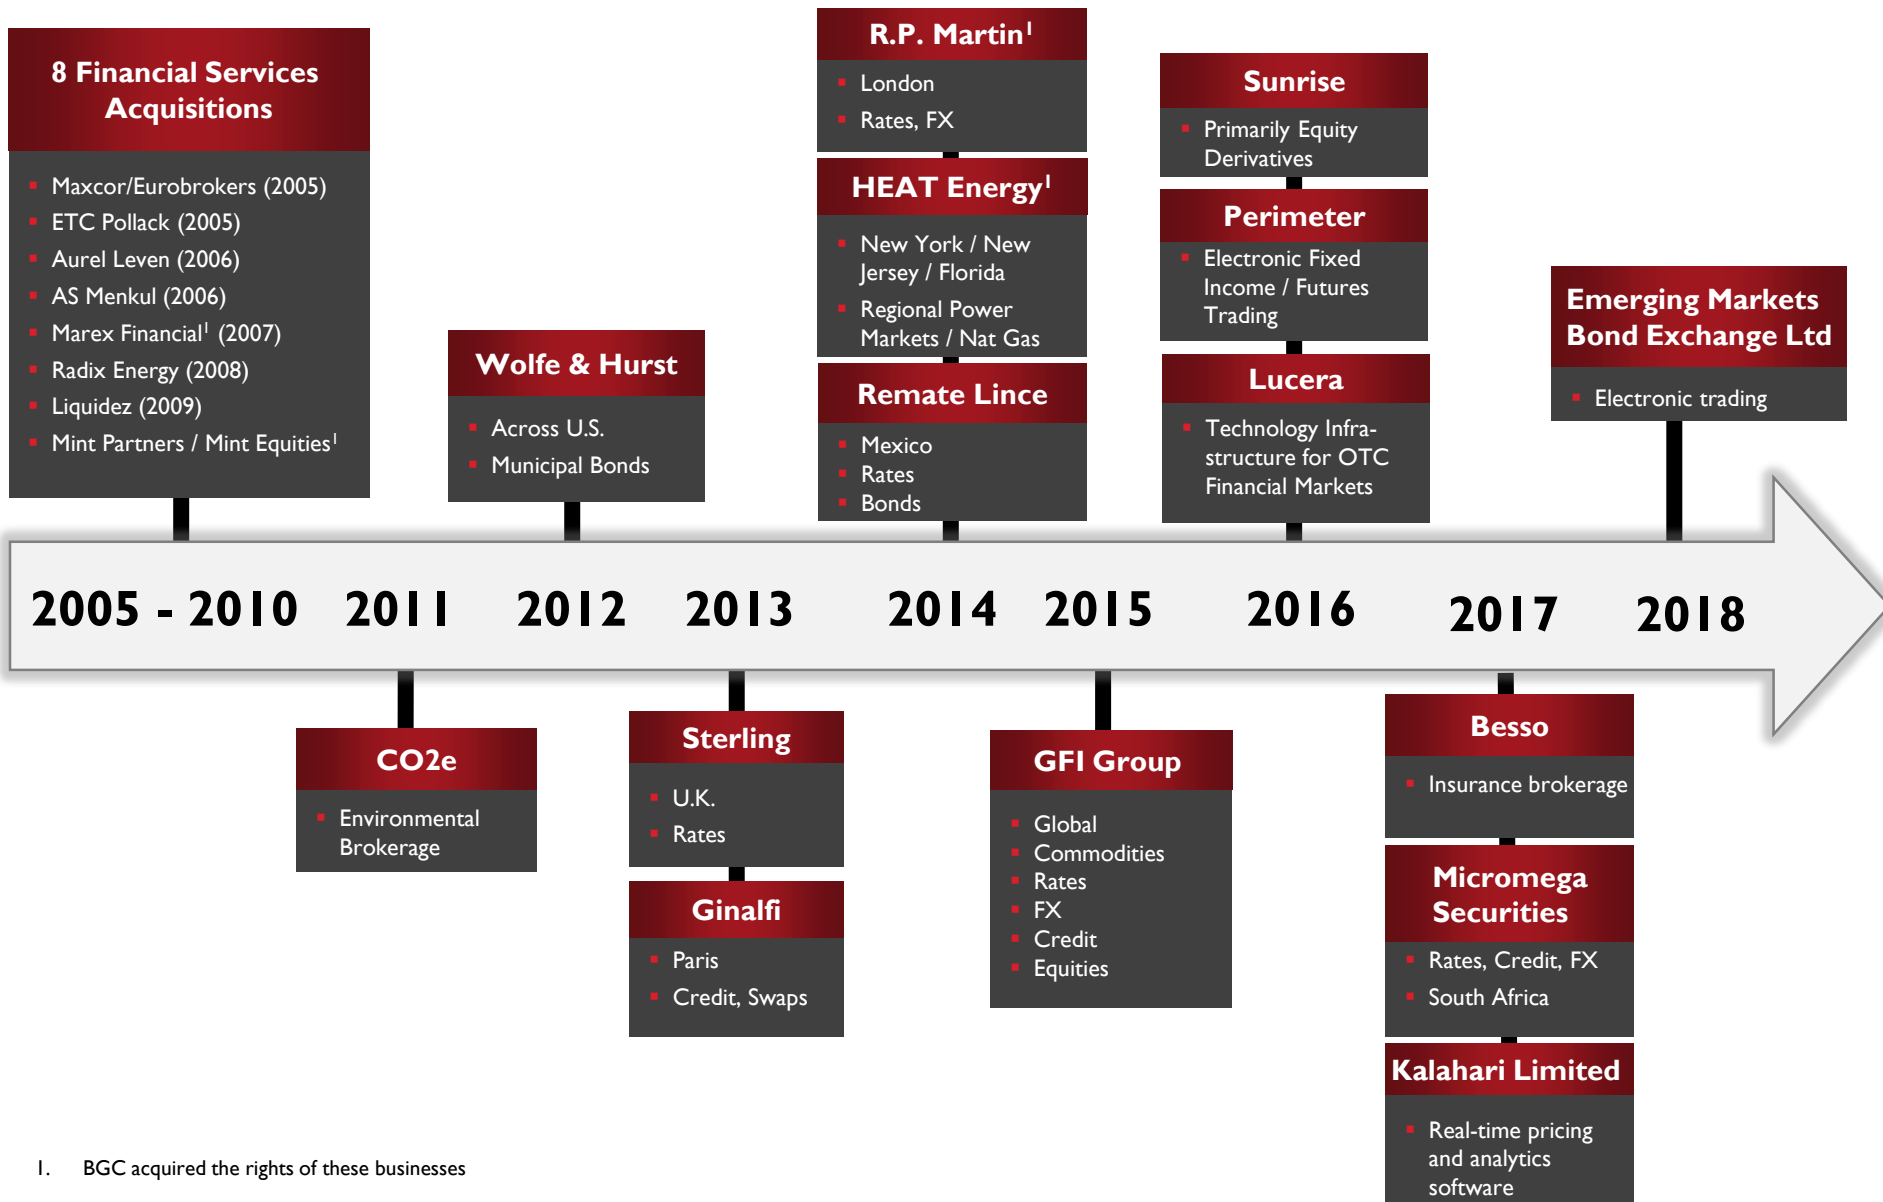 8 Financial Services
Acquisitions
Maxcor/Eurobrokers (2005)
ETC Pollack (2005)
Aurel Leven (2006)
AS Menkul (2006)
Marex Financial¹ (2007)
Radix Energy (2008)
Liquidez (2009)
Mint Partners / Mint Equities¹
Wolfe & Hurst
Across U.S.
Municipal Bonds
R.P. Martin¹
London
Rates, FX
HEAT Energy¹
New York / New
Jersey / Florida
Regional Power
Markets / Nat Gas
Remate Lince
Mexico
Rates
Bonds
Sunrise
Primarily Equity
Derivatives
Perimeter
Electronic Fixed
Income / Futures
Trading
Lucera
Technology Infra-
structure for OTC
Financial Markets
Emerging Markets
Bond Exchange Ltd
Electronic trading
2005 - 2010 2011 2012 2013 2014 2015 2016 2017 2018
CO2e
Environmental
Brokerage
Sterling
U.K.
Rates
Ginalfi
Paris
Credit, Swaps
GFI Group
Global
Commodities
Rates
FX
Credit
Equities
Besso
Insurance brokerage
Micromega
Securities
Rates, Credit, FX
South Africa
Kalahari Limited
Real-time pricing
and analytics
software
1. BGC acquired the rights of these businesses